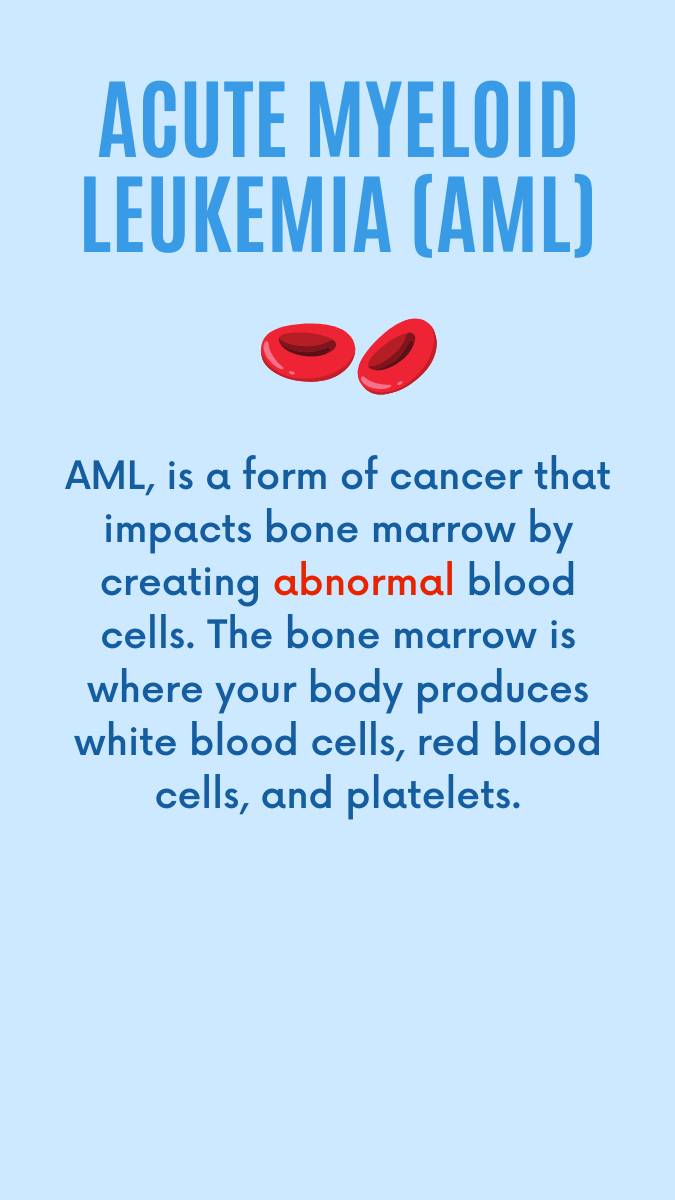 ACUTE MYELOID
LEUKEMIA (AML)
AML, is a form of cancer that
impacts bone marrow by
creating abnormal blood
cells. The bone marrow is
where your body produces
white blood cells, red blood
cells, and platelets.